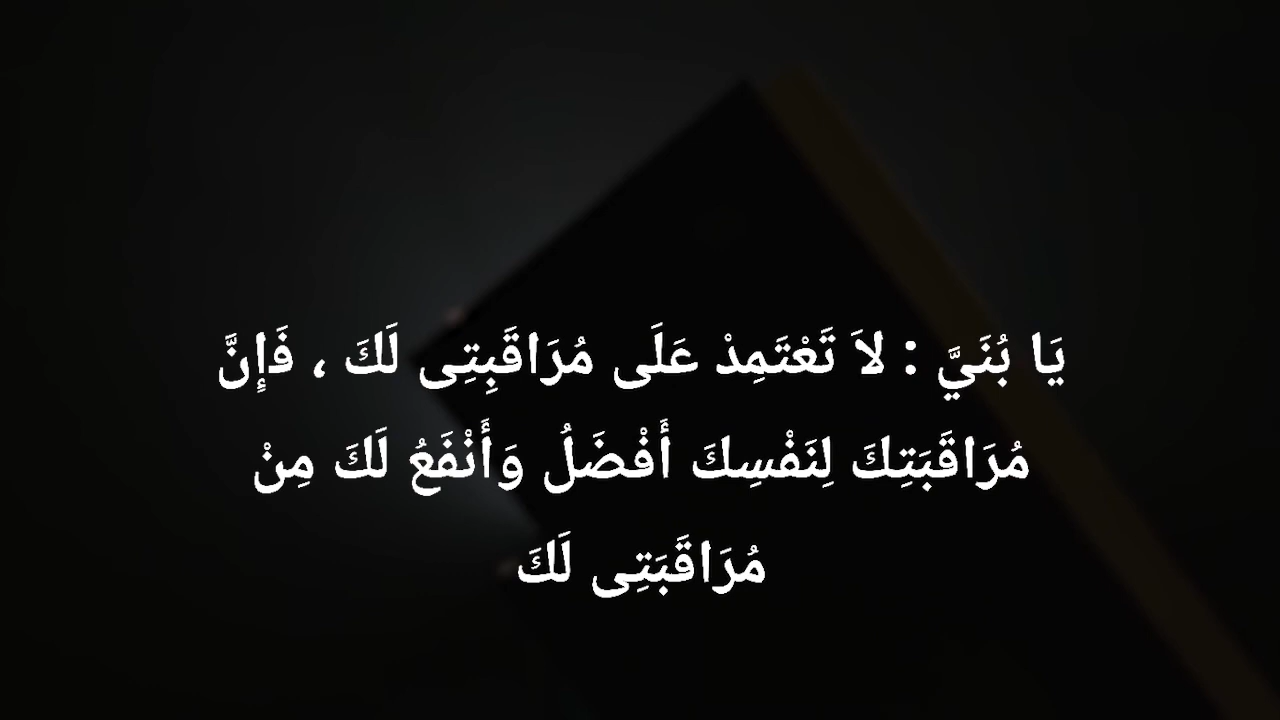 يَا بُنَيَّ : لاَ تَعْتَمِدْ عَلَى مُرَاقَبِتِى لَكَ ، فَإِنَّ
مُرَاقَبَتِكَ لِنَفْسِكَ أَفْضَلُ وَأَنْفَعُ لَكَ مِنْ
مُرَاقَبَتِى لَكَ